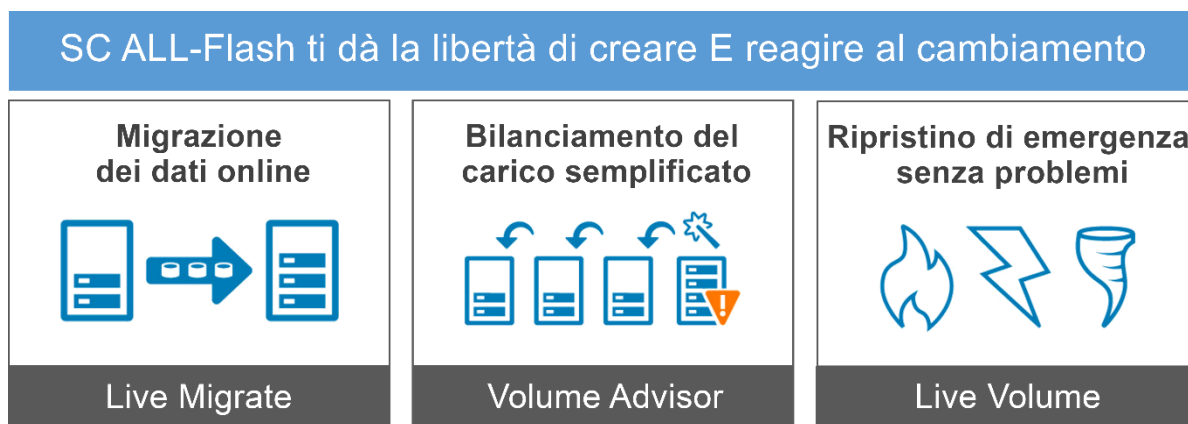 SC ALL-Flash ti dà la libertà di creare E reagire al cambiamento
Migrazione
dei dati online
Bilanciamento del
carico semplificato
Ripristino di emergenza
senza problemi
Live Migrate
Volume Advisor
Live Volume